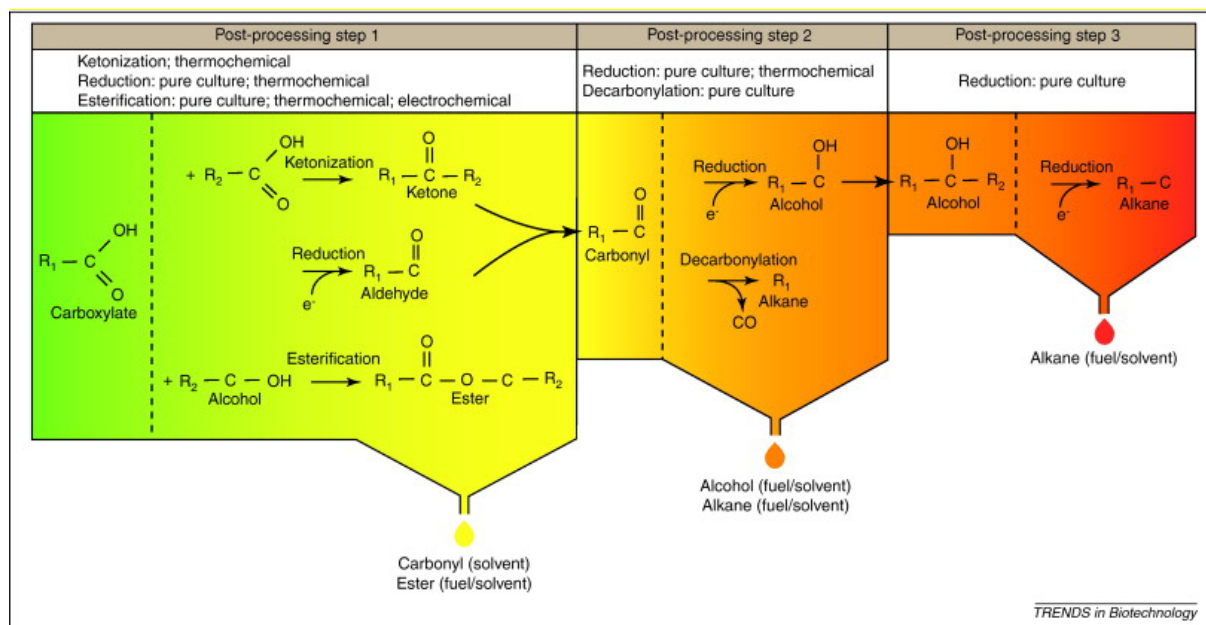 Post-processing step 1
Post-processing step 2
Post-processing step 3
Ketonization; thermochemical
Reduction: pure culture; thermochemical
Esterification: pure culture; thermochemical; electrochemical
Reduction: pure culture; thermochemical
Decarbonylation: pure culture
Reduction: pure culture
R1 – C
OH
O
Carboxylate
+ R2 – C
OH
O
Ketonization
O
R1 – C – R2
Ketone
Reduction
e-
O
R1 – C
Aldehyde
+ R2 – C – OH
Alcohol
Esterification
O
R1 – C – O – C – R2
Ester
Carbonyl (solvent)
Ester (fuel/solvent)
O
R1 – C
Carbonyl
Reduction
e-
OH
R1 – C
Alcohol
Decarbonylation
CO
R1
Alkane
Alcohol (fuel/solvent)
Alkane (fuel/solvent)
OH
R1 – C – R2
Alcohol
Reduction
e-
R1 – C
Alkane
Alkane (fuel/solvent)
TRENDS in Biotechnology